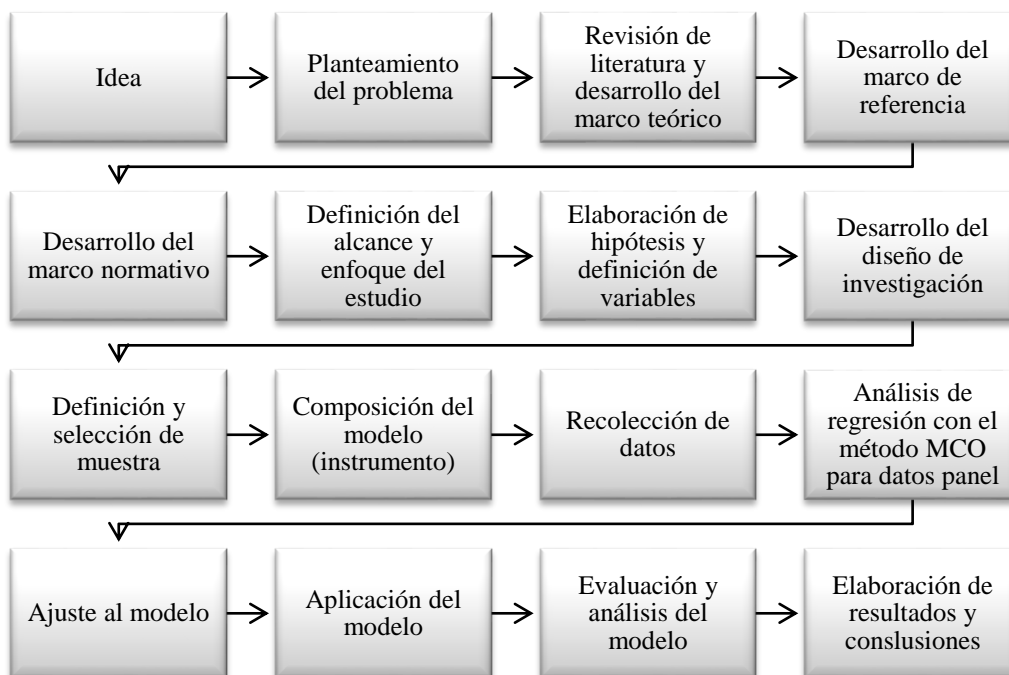 Idea
Planteamiento
del problema
Revisión de
literatura y
desarrollo del
marco teórico
Desarrollo del
marco de
referencia
Desarrollo del
marco normativo
Definición del
alcance y
enfoque del
estudio
Elaboración de
hipótesis y
definición de
variables
Desarrollo del
diseño de
investigación
Definición y
selección de
muestra
Composición del
modelo
(instrumento)
Recolección de
datos
Análisis de
regresión con el
método MCO
para datos panel
Ajuste al modelo
Aplicación del
modelo
Evaluación y
análisis del
modelo
Elaboración de
resultados y
conslusiones